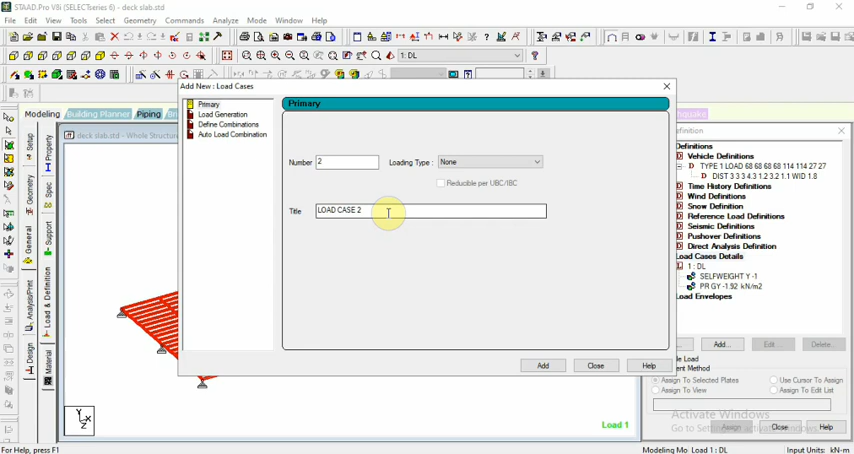 STAAD.Pro V8i (SELECTseries 6) - deck slab.std
File Edit View Tools Select Geometry Commands Analyze Mode Window Help
1: DL
Modeling Building Planner Piping
deck slab.std - Whole Structure
Setup
Geometry
General
Analysis/Print
Design
Property
Spec
Support
Load & Definition
Material
Add New : Load Cases
Primary
Load Generation
Define Combinations
Auto Load Combination
Primary
Number 2 Loading Type : None
Reducible per UBC/IBC
Title LOAD CASE 2
Add Close Help
Load 1
Y X Z
Definitions
Vehicle Definitions
TYPE 1 LOAD 68 68 68 68 114 114 27 27
DIST 3 3 3 4.3 1.2 3.2 1.1 WID 1.8
Time History Definitions
Wind Definitions
Snow Definition
Reference Load Definitions
Seismic Definitions
Pushover Definitions
Direct Analysis Definition
Load Cases Details
1 : DL
SELFWEIGHT Y -1
PR GY -1.92 kN/m2
Load Envelopes
Add... Edit... Delete...
Assign To Selected Plates Use Cursor To Assign
Assign To View Assign To Edit List
Activate Windows
Assign Close Help
For Help, press F1
Modeling Mo Load 1 : DL Input Units: kN-m